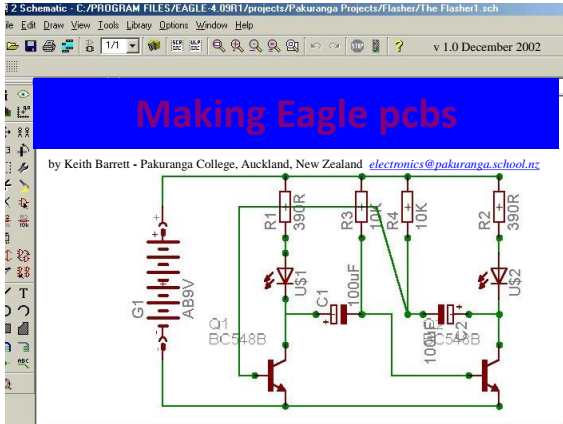 2 Schematic - C:/PROGRAM FILES/EAGLE-4.09R1/projects/Pakuranga Projects/Flasher/The Flasher1.sch
ile Edit Draw View Tools Library Options Window Help
1/1
v 1.0 December 2002
Making Eagle pcbs
by Keith Barrett - Pakuranga College, Auckland, New Zealand electronics@pakuranga.school.nz
R1
390R
R3
10K
R4
10K
R2
390R
U$1
U$2
G1
AB9V
C1
100uF
100uF
C2
Q1
BC548B
BC548B
T
ABC